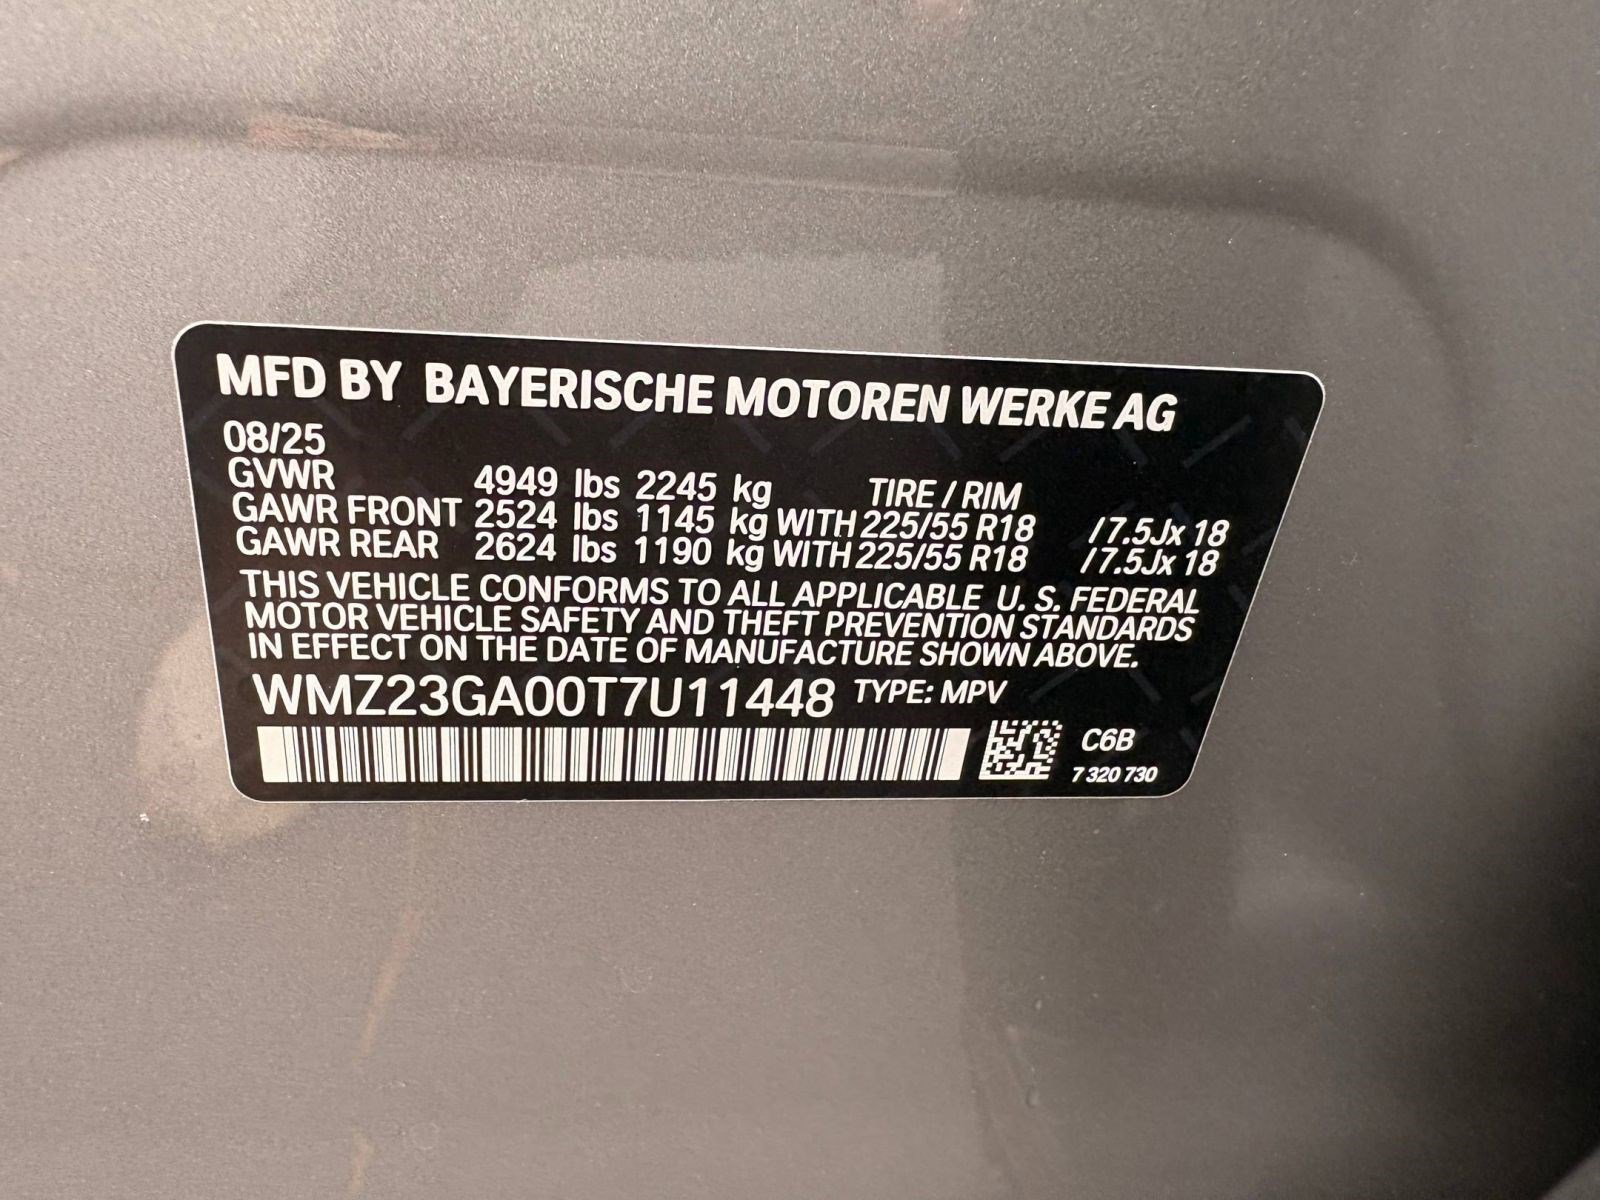 MFD BY BAYERISCHE MOTOREN WERKE AG
08/25
GVWR 4949 lbs 2245 kg TIRE / RIM
GAWR FRONT 2524 lbs 1145 kg WITH 225/55 R18 / 7.5Jx 18
GAWR REAR 2624 lbs 1190 kg WITH 225/55 R18 / 7.5Jx 18
THIS VEHICLE CONFORMS TO ALL APPLICABLE U. S. FEDERAL
MOTOR VEHICLE SAFETY AND THEFT PREVENTION STANDARDS
IN EFFECT ON THE DATE OF MANUFACTURE SHOWN ABOVE.
WMZ23GA00T7U11448 TYPE: MPV
C6B
7 320 730